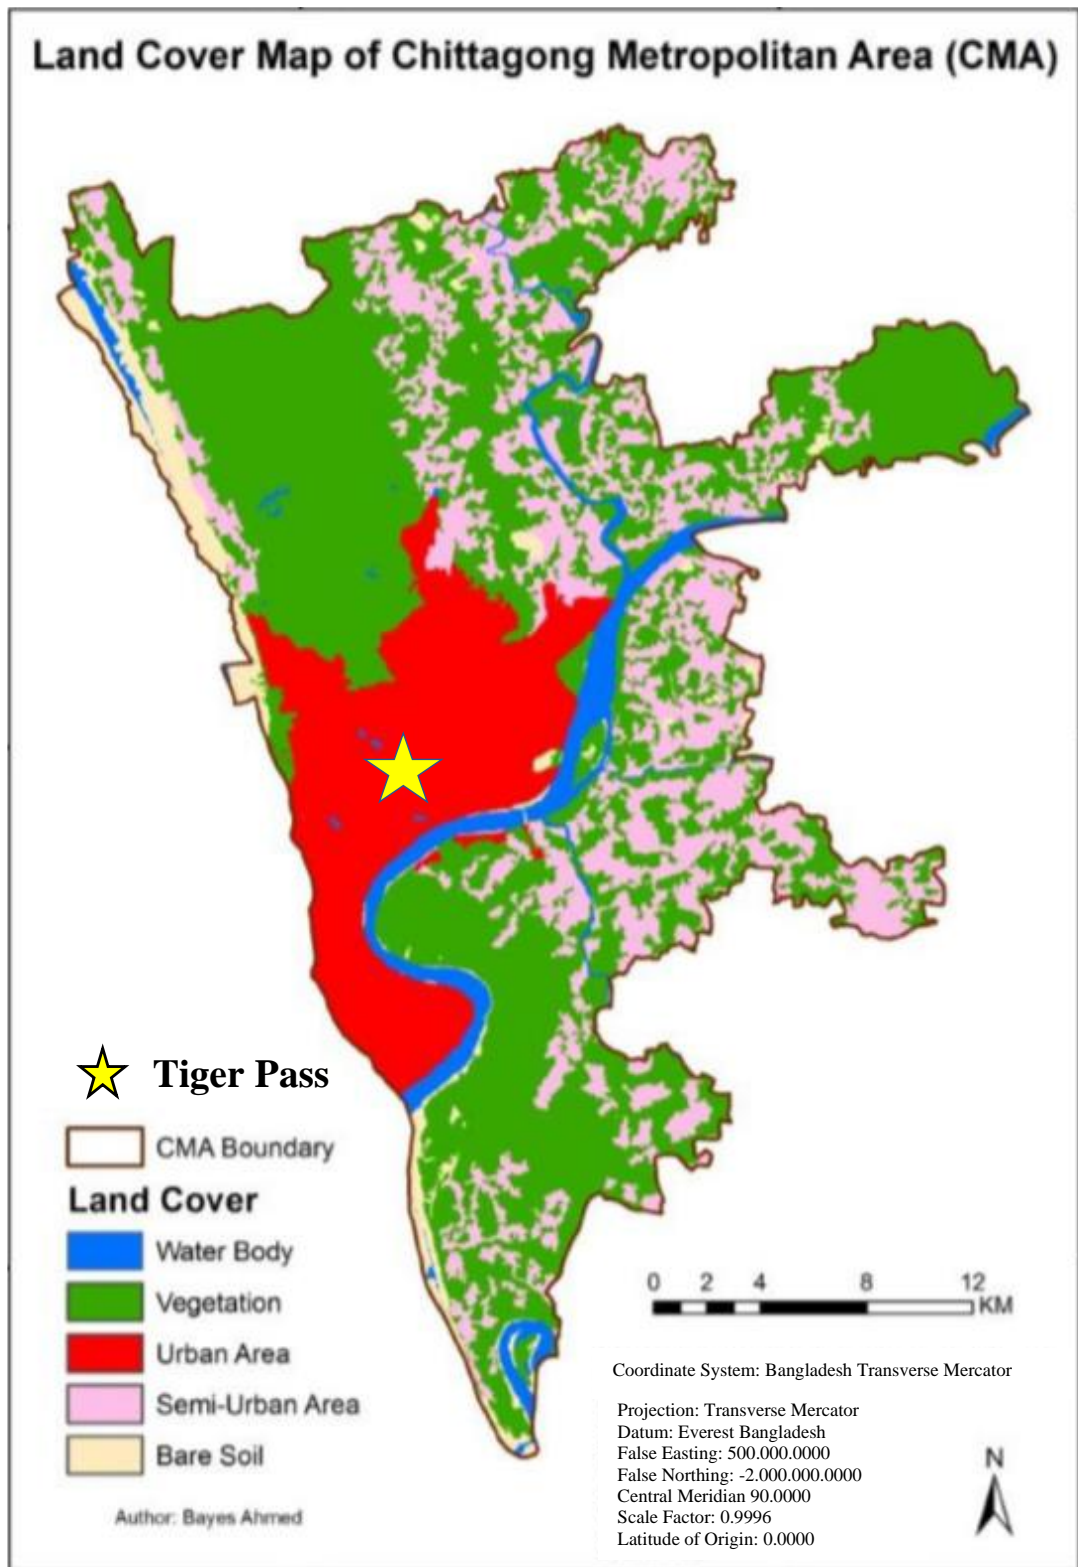 Land Cover Map of Chittagong Metropolitan Area (CMA)
Tiger Pass
CMA Boundary
Land Cover
Water Body
Vegetation
Urban Area
Semi-Urban Area
Bare Soil
Author: Bayes Ahmed
0 2 4 8 12
KM
Coordinate System: Bangladesh Transverse Mercator
Projection: Transverse Mercator
Datum: Everest Bangladesh
False Easting: 500.000.0000
False Northing: -2.000.000.0000
Central Meridian 90.0000
Scale Factor: 0.9996
Latitude of Origin: 0.0000
N